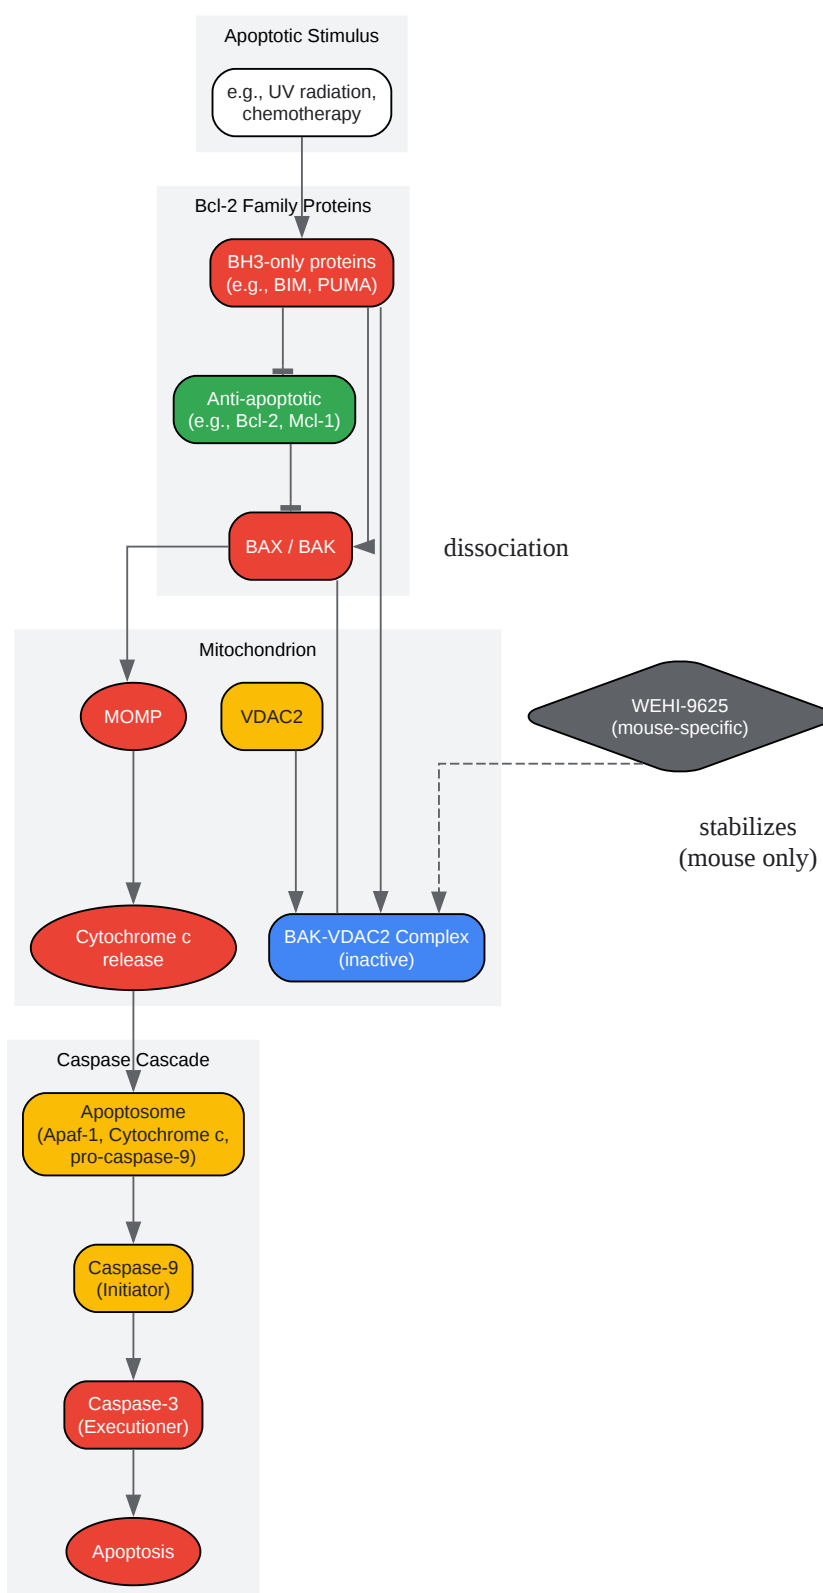 Apoptotic Stimulus
e.g., UV radiation,
chemotherapy
Bcl-2 Family Proteins
BH3-only proteins
(e.g., BIM, PUMA)
Anti-apoptotic
(e.g., Bcl-2, Mcl-1)
BAX / BAK
dissociation
Mitochondrion
MOMP
VDAC2
WEHI-9625
(mouse-specific)
stabilizes
(mouse only)
Cytochrome c
release
BAK-VDAC2 Complex
(inactive)
Caspase Cascade
Apoptosome
(Apaf-1, Cytochrome c,
pro-caspase-9)
Caspase-9
(Initiator)
Caspase-3
(Executioner)
Apoptosis